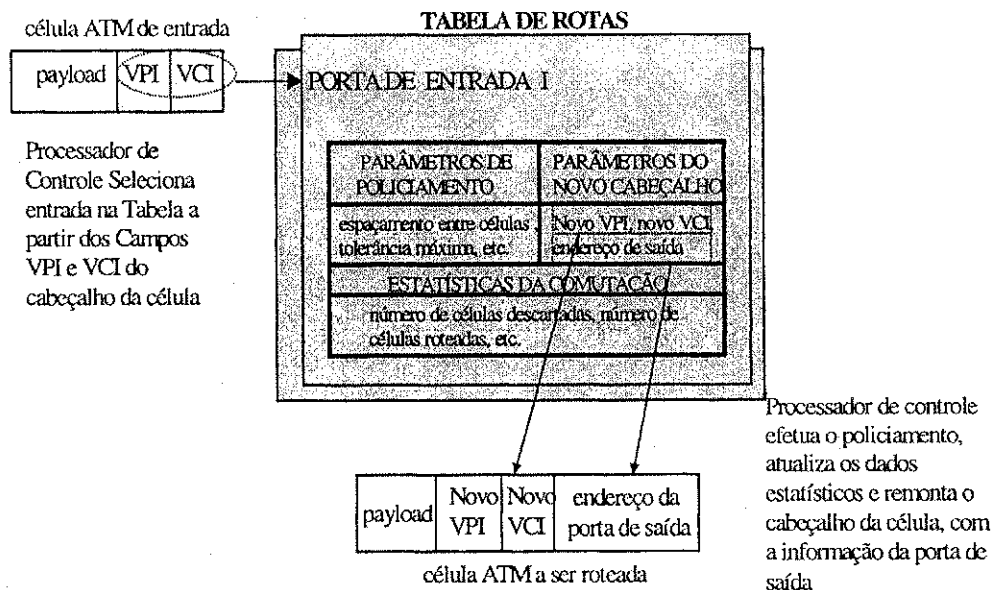 célula ATM de entrada
payload VPI VCI
Processador de
Controle Seleciona
entrada na Tabela a
partir dos Campos
VPI e VCI do
cabeçalho da célula
TABELA DE ROTAS
PORTA DE ENTRADA I
PARÂMETROS DE
POLICIAMENTO
PARÂMETROS DO
NOVO CABEÇALHO
espaçamento entre células,
tolerância máxima, etc.
Novo VPI, novo VCI,
endereço de saída
ESTATÍSTICAS DA COMUTAÇÃO
número de células descartadas, número de
células roteadas, etc.
payload
Novo
VPI
Novo
VCI
endereço da
porta de saída
célula ATM a ser roteada
Processador de controle
efetua o policiamento,
atualiza os dados
estatísticos e remonta o
cabeçalho da célula, com
a informação da porta de
saída